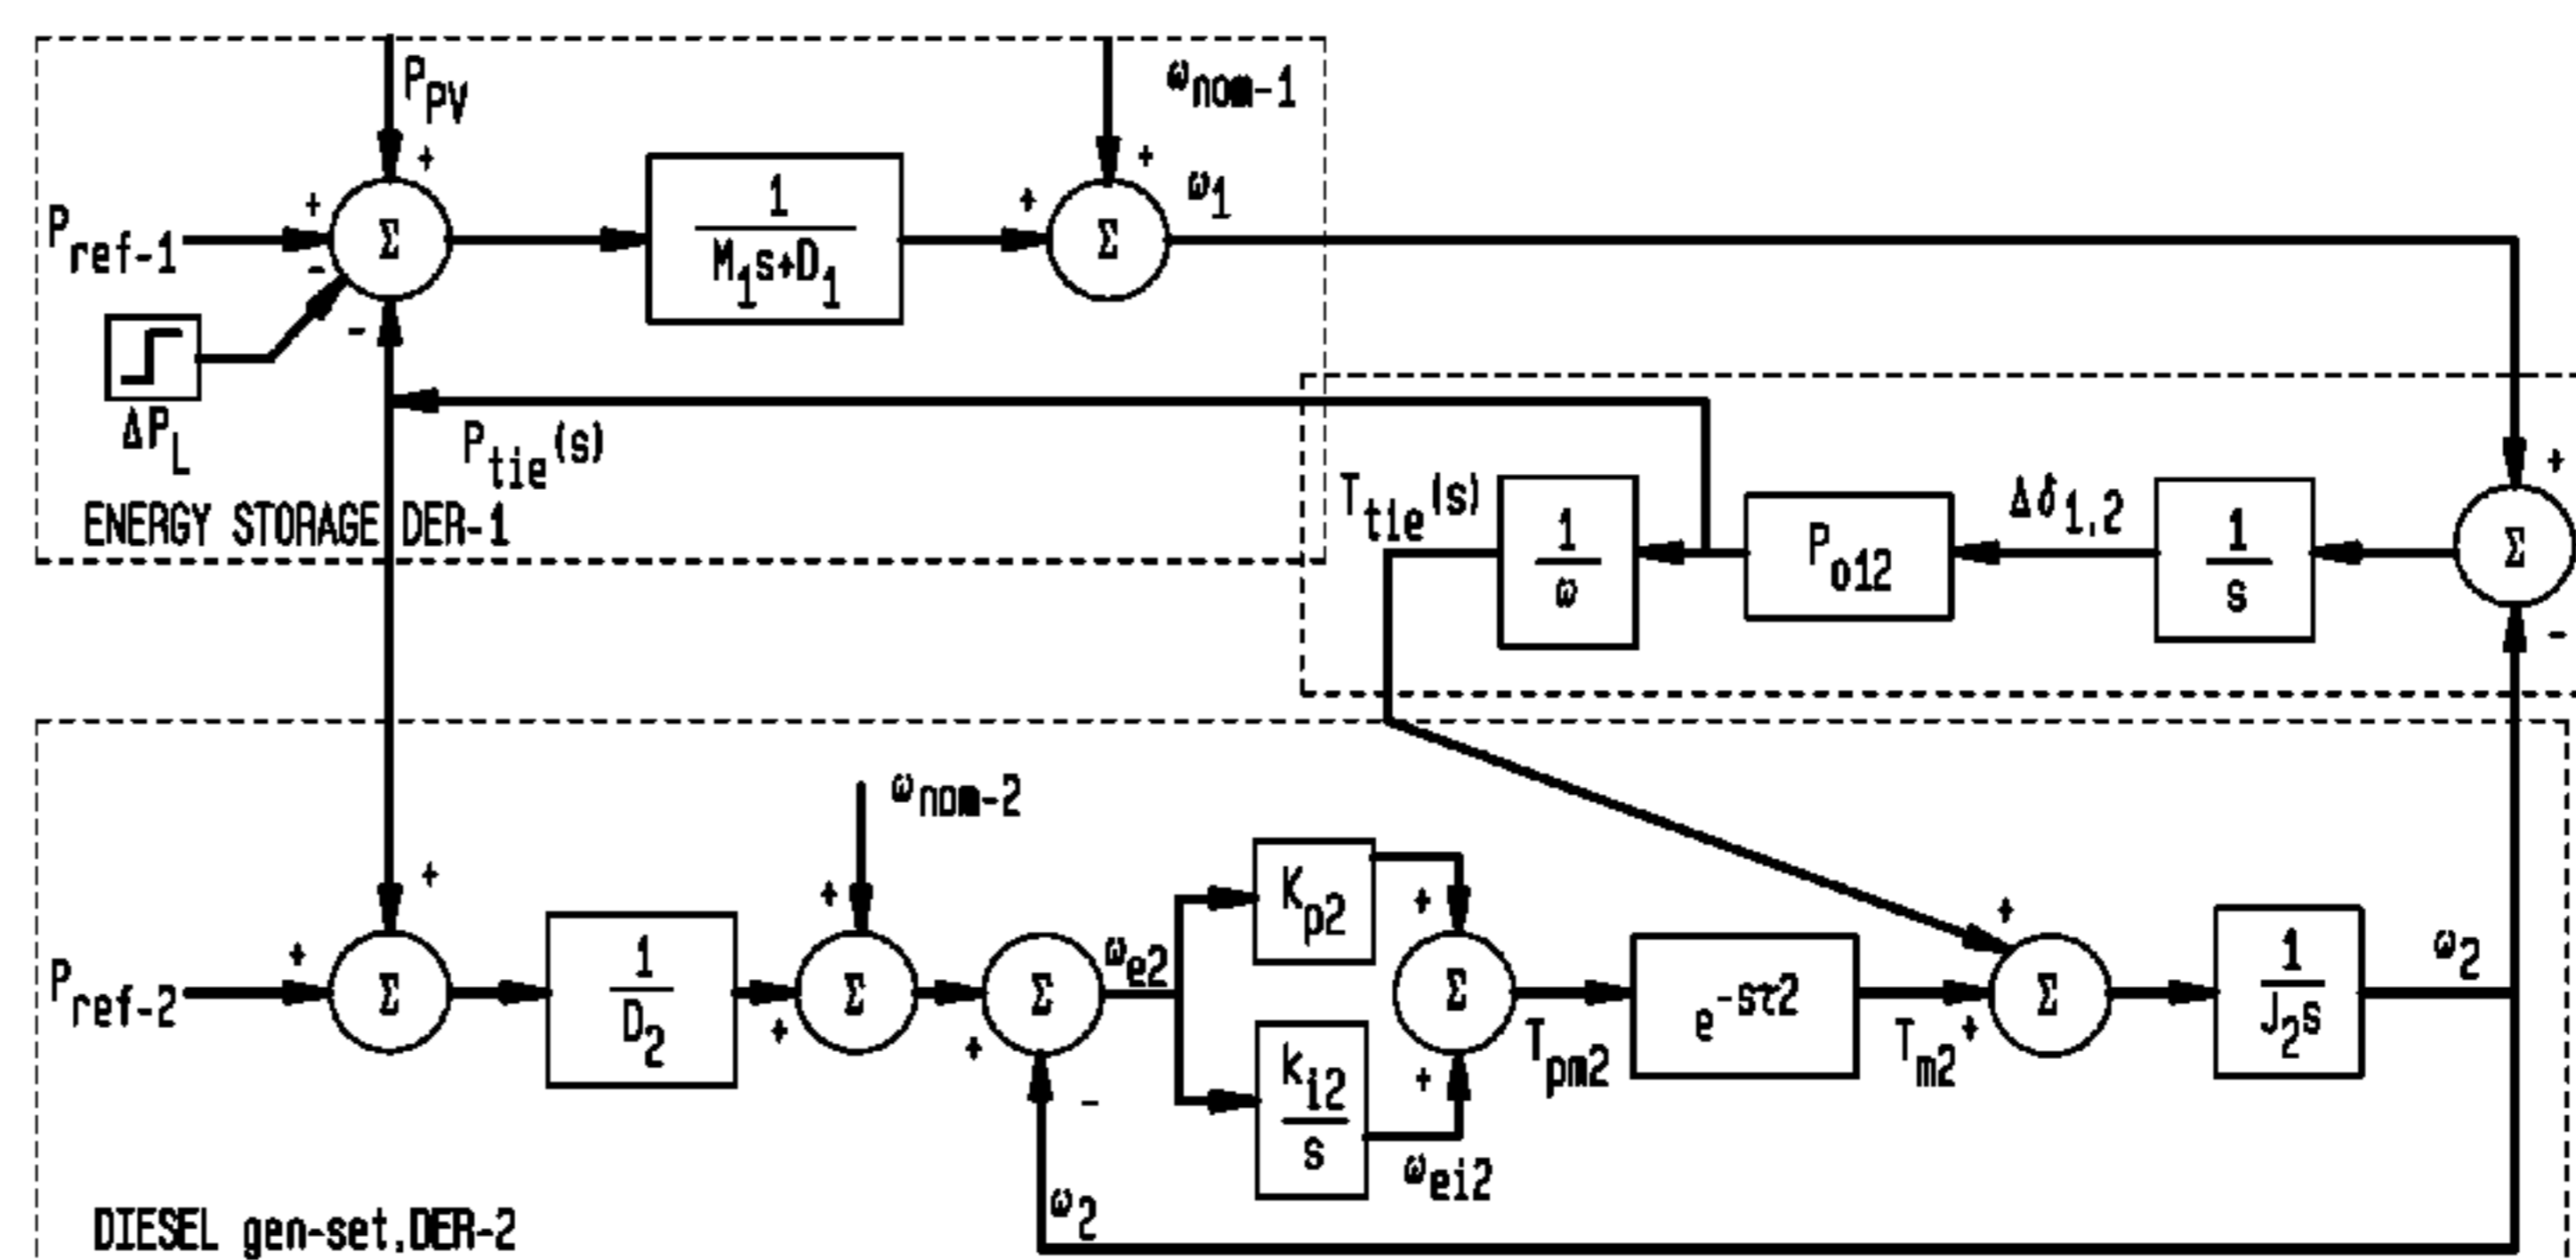 P_PV
ω_nom-1
+
+
+
+
ω_1
P_ref-1
Σ
1
M_1s+D_1
Σ
-
-
ΔP_L
P_tie(s)
ENERGY STORAGE DER-1
+
T_tie(s)
1
ω
P_o12
Δδ_1,2
1
s
Σ
-
ω_nom-2
+
+
+
+
+
K_p2
P_ref-2
Σ
1
D_2
Σ
Σ
ω_e2
Σ
e^-sτ2
Σ
1
J_2s
ω_2
+
+
-
+
k_i2
s
T_pm2
T_m2
+
ω_ei2
ω_2
DIESEL gen-set,DER-2